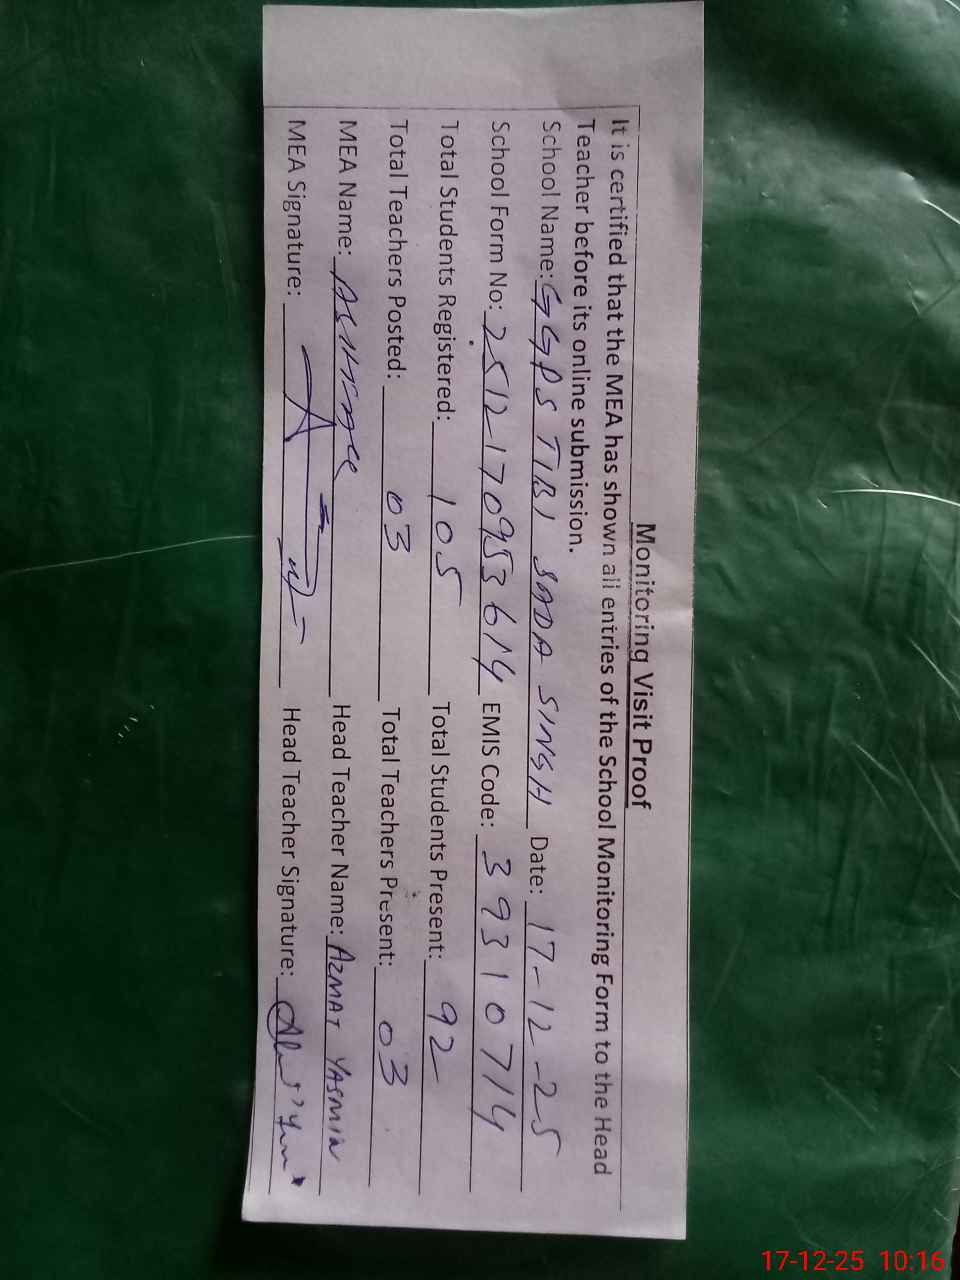 Monitoring Visit Proof
It is certified that the MEA has shown all entries of the School Monitoring Form to the Head
Teacher before its online submission.
School Name: GGPS TIBI SADA SINGH Date: 17-12-25
School Form No: 2512170953614 EMIS Code: 39310714
Total Students Registered: 105 Total Students Present: 92
Total Teachers Posted: 03 Total Teachers Present: 03
MEA Name: Head Teacher Name: AZMAT YASMIN
MEA Signature: Head Teacher Signature:
17-12-25 10:16